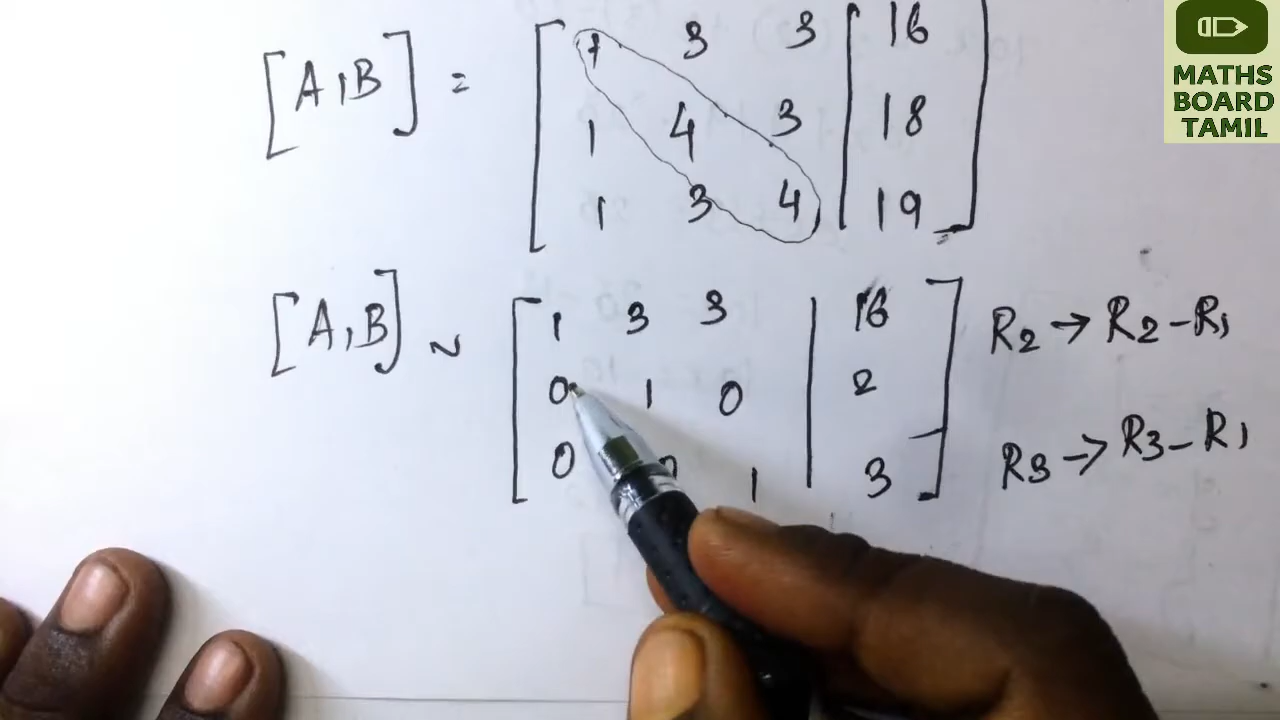 [A,B] = [ 1 3 3 | 16
1 4 3 | 18
1 3 4 | 19 ]
[A,B] ~ [ 1 3 3 | 16 ] R2 → R2 - R1
0 1 0 | 2
0 0 1 | 3 R3 → R3 - R1
MATHS
BOARD
TAMIL